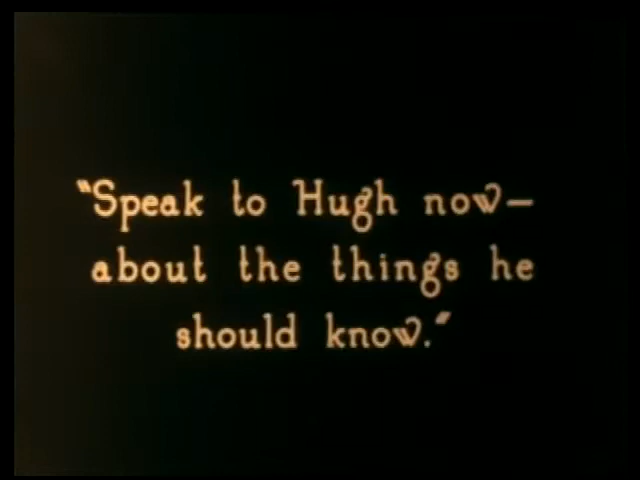 "Speak to Hugh now—
about the things he
should know."